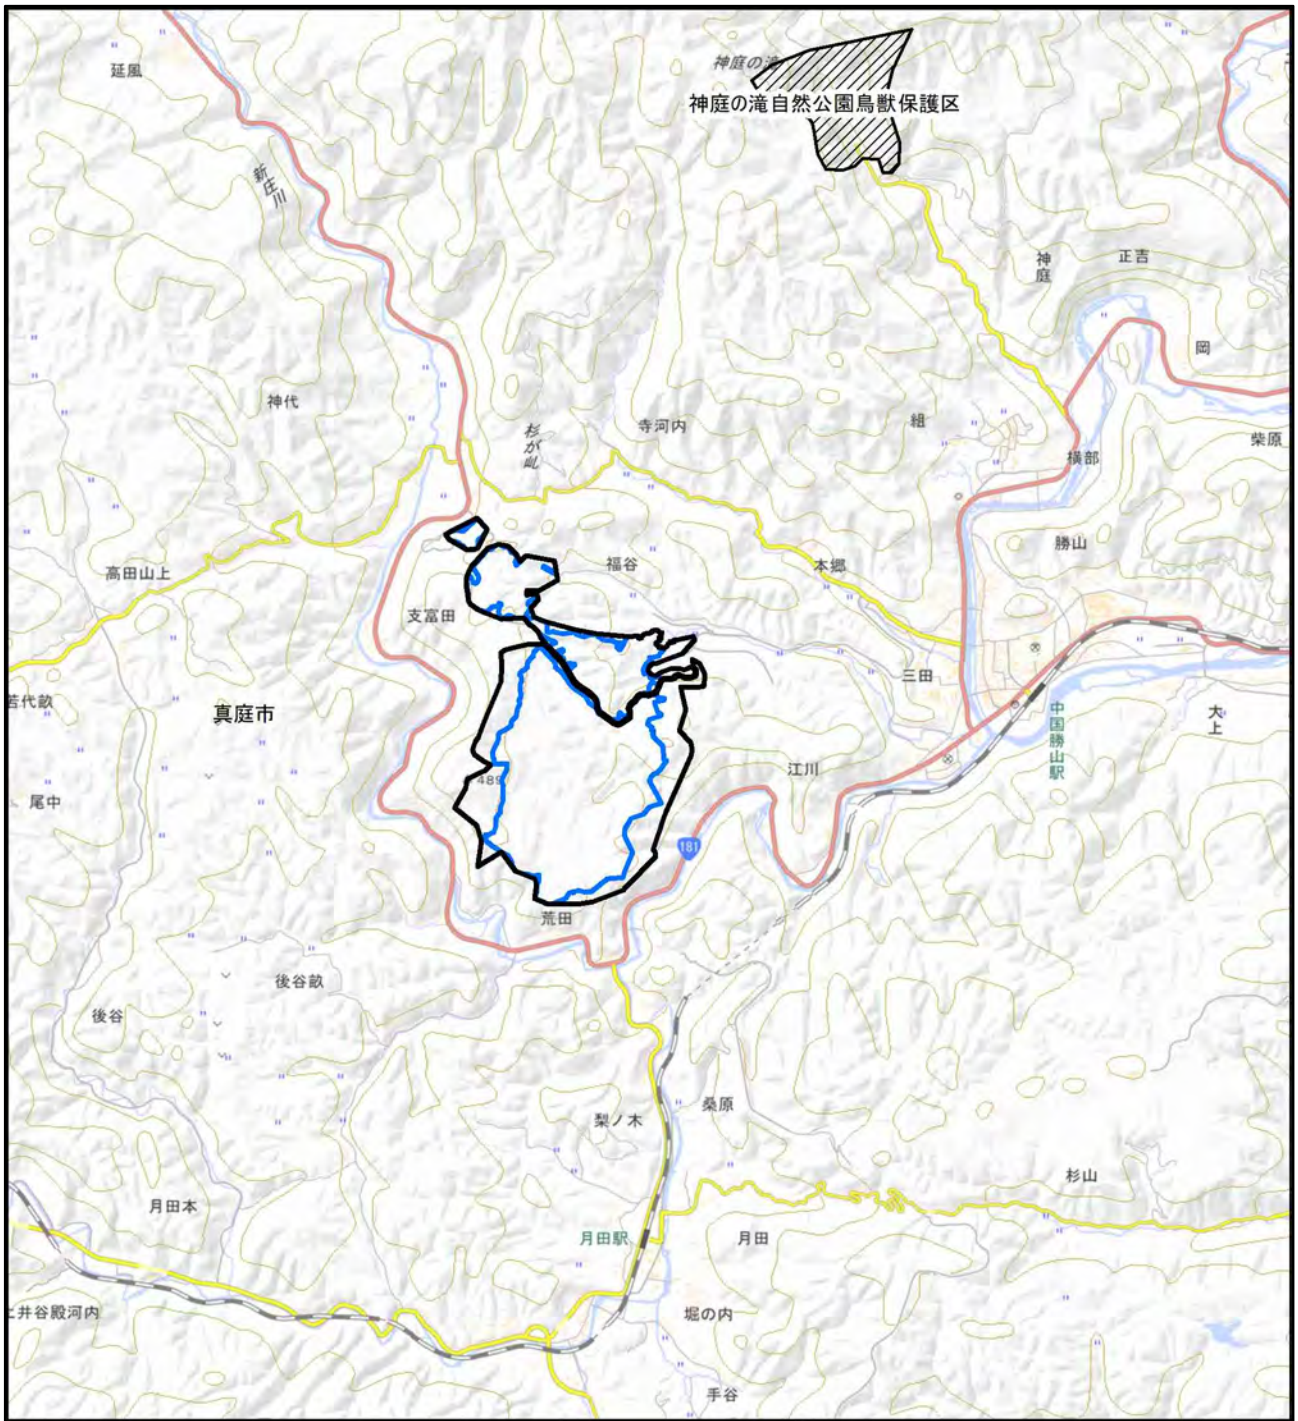 延風
神庭の滝
神庭の滝自然公園鳥獣保護区
新庄川
神庭
正吉
岡
神代
杉が乢
寺河内
組
柴原
横部
勝山
高田山上
福谷
本郷
支富田
三田
若代畝
真庭市
大上
中国勝山駅
489
江川
尾中
181
荒田
後谷畝
後谷
桑原
梨ノ木
杉山
月田本
月田駅
月田
上井谷殿河内
堀の内
手谷